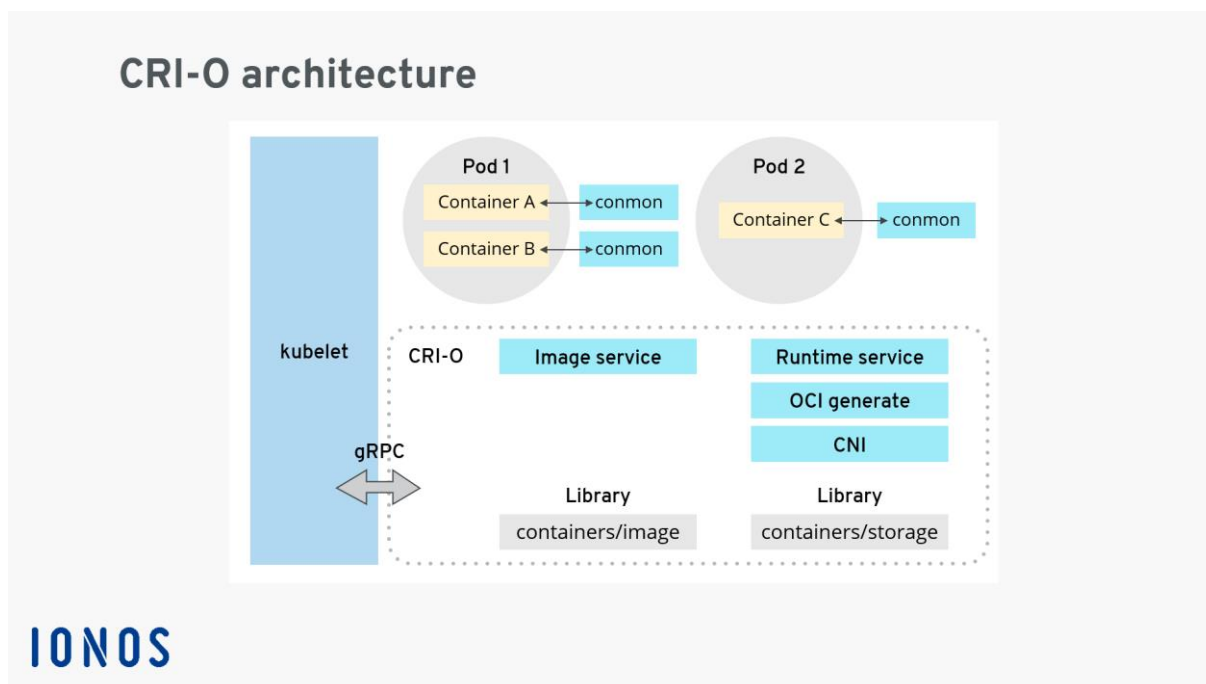 CRI-O architecture
Pod 1
Container A
conmon
Container B
conmon
Pod 2
Container C
conmon
kubelet
gRPC
CRI-O
Image service
Runtime service
OCI generate
CNI
Library
containers/image
Library
containers/storage
IONOS